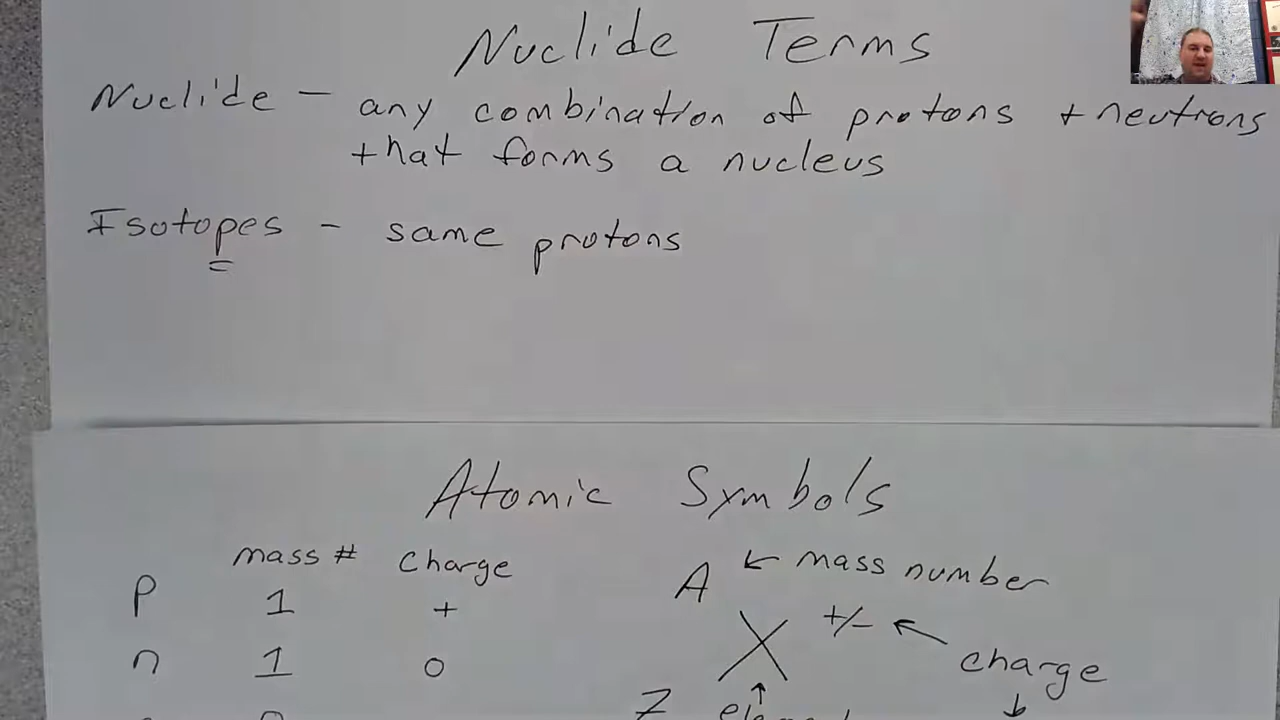 Nuclide Terms
Nuclide - any combination of protons + neutrons
that forms a nucleus
Isotopes - same protons
Atomic Symbols
mass # charge
A ← mass number
p 1 +
+/- ←
n 1 0
X
charge
Z ↑ ↓